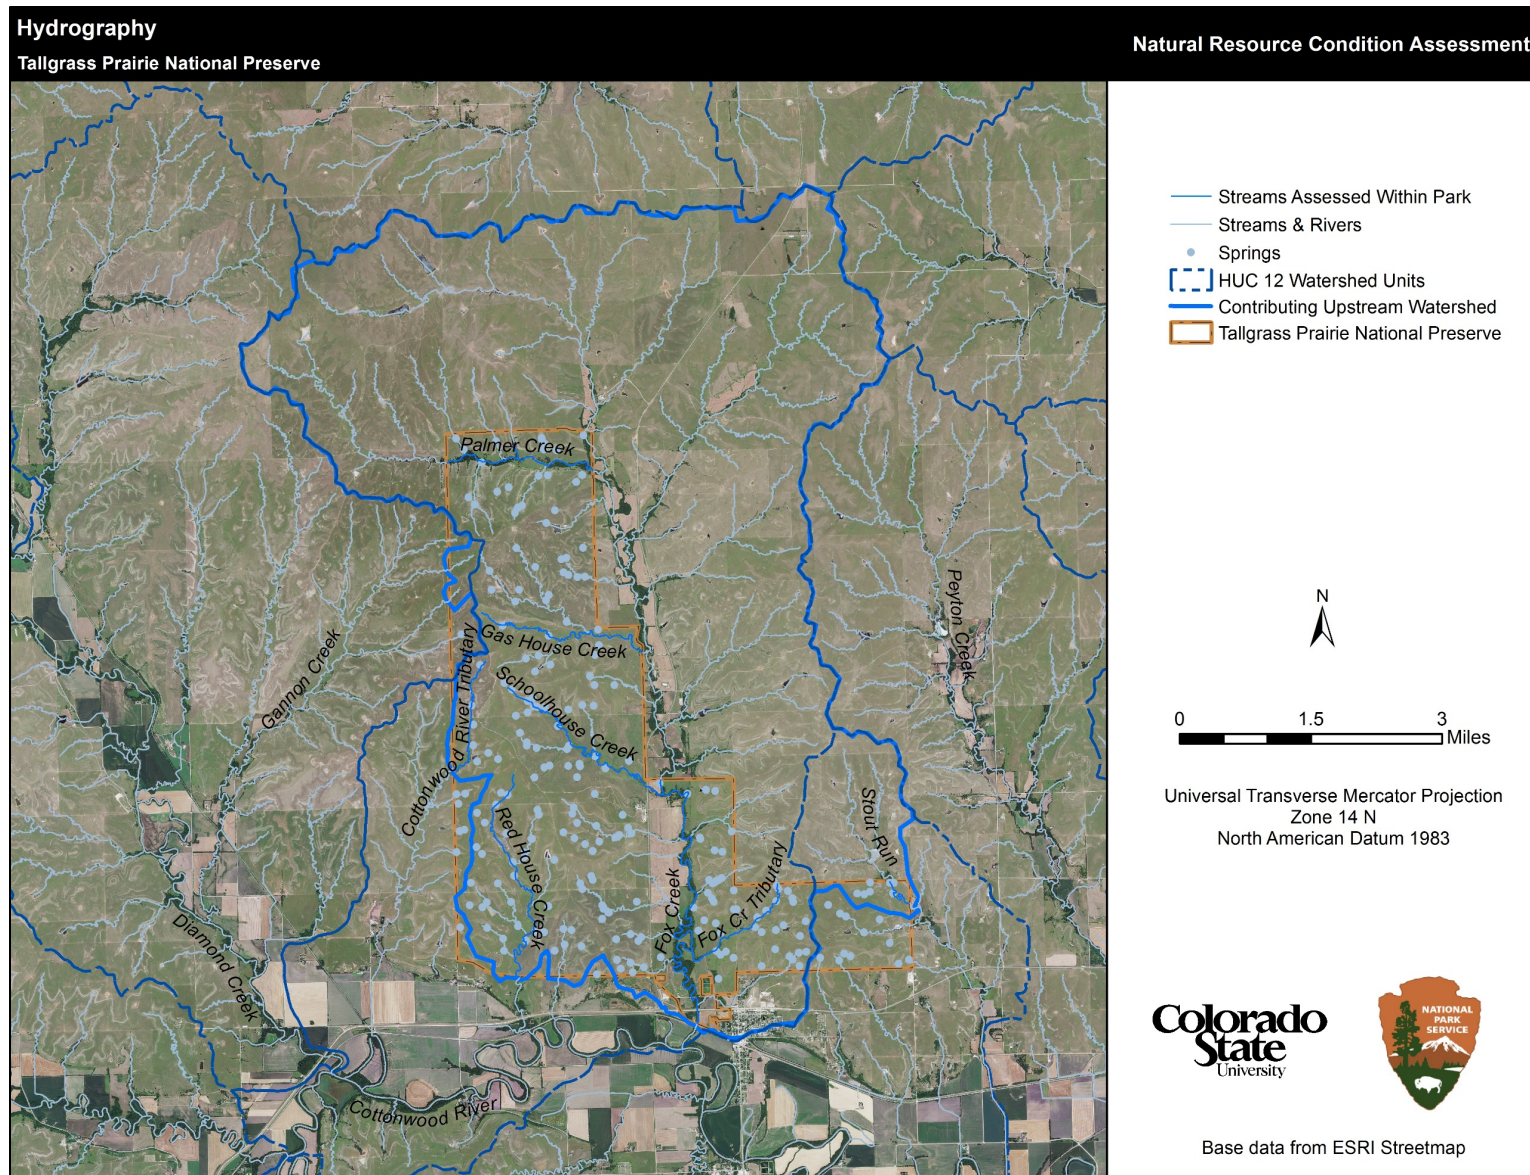 Hydrography
Tallgrass Prairie National Preserve
Natural Resource Condition Assessment
Streams Assessed Within Park
Streams & Rivers
Springs
HUC 12 Watershed Units
Contributing Upstream Watershed
Tallgrass Prairie National Preserve
Palmer Creek
Gas House Creek
Schoolhouse Creek
Cottonwood River Tributary
Gannon Creek
Peyton Creek
Red House Creek
Stout Run
Fox Creek
Fox Cr Tributary
Diamond Creek
Cottonwood River
N
0 1.5 3
Miles
Universal Transverse Mercator Projection
Zone 14 N
North American Datum 1983
Colorado
State
University
NATIONAL
PARK
SERVICE
Base data from ESRI Streetmap